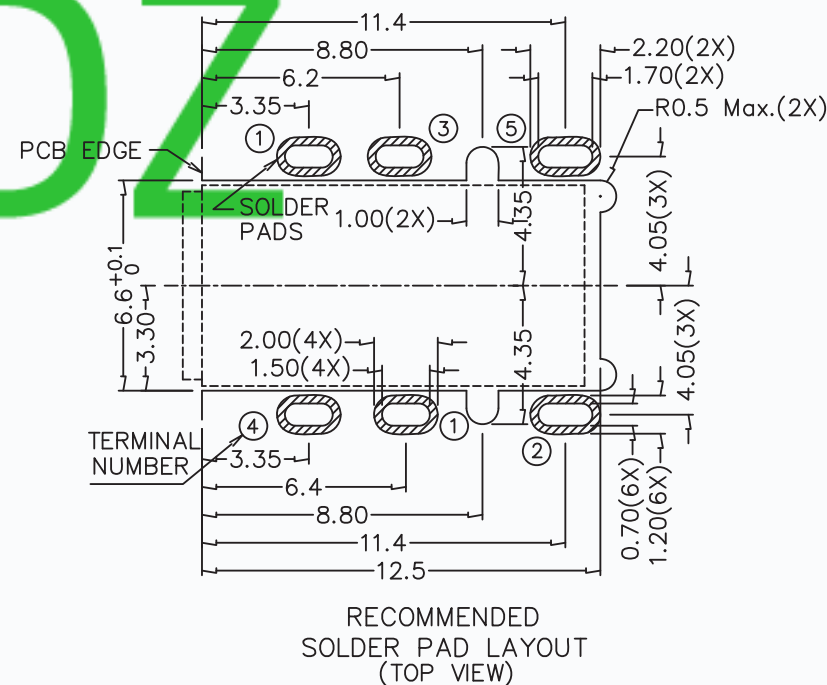 DZ
11.4
8.80
2.20(2X)
6.2
1.70(2X)
3.35
R0.5 Max.(2X)
1
3
5
PCB EDGE
SOLDER
PADS
1.00(2X)
4.35
4.05(3X)
6.6 +0.1 0
3.30
2.00(4X)
1.50(4X)
4.35
4.05(3X)
4
1
2
TERMINAL
NUMBER
3.35
6.4
0.70(6X)
1.20(6X)
8.80
11.4
12.5
RECOMMENDED
SOLDER PAD LAYOUT
(TOP VIEW)